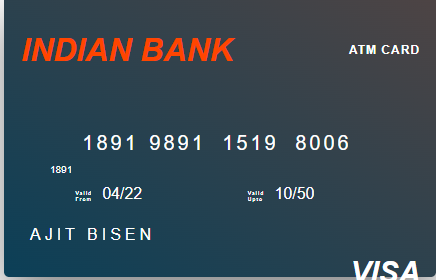 INDIAN BANK
ATM CARD
1891 9891 1519 8006
1891
Valid From 04/22 Valid Upto 10/50
AJIT BISEN
VISA